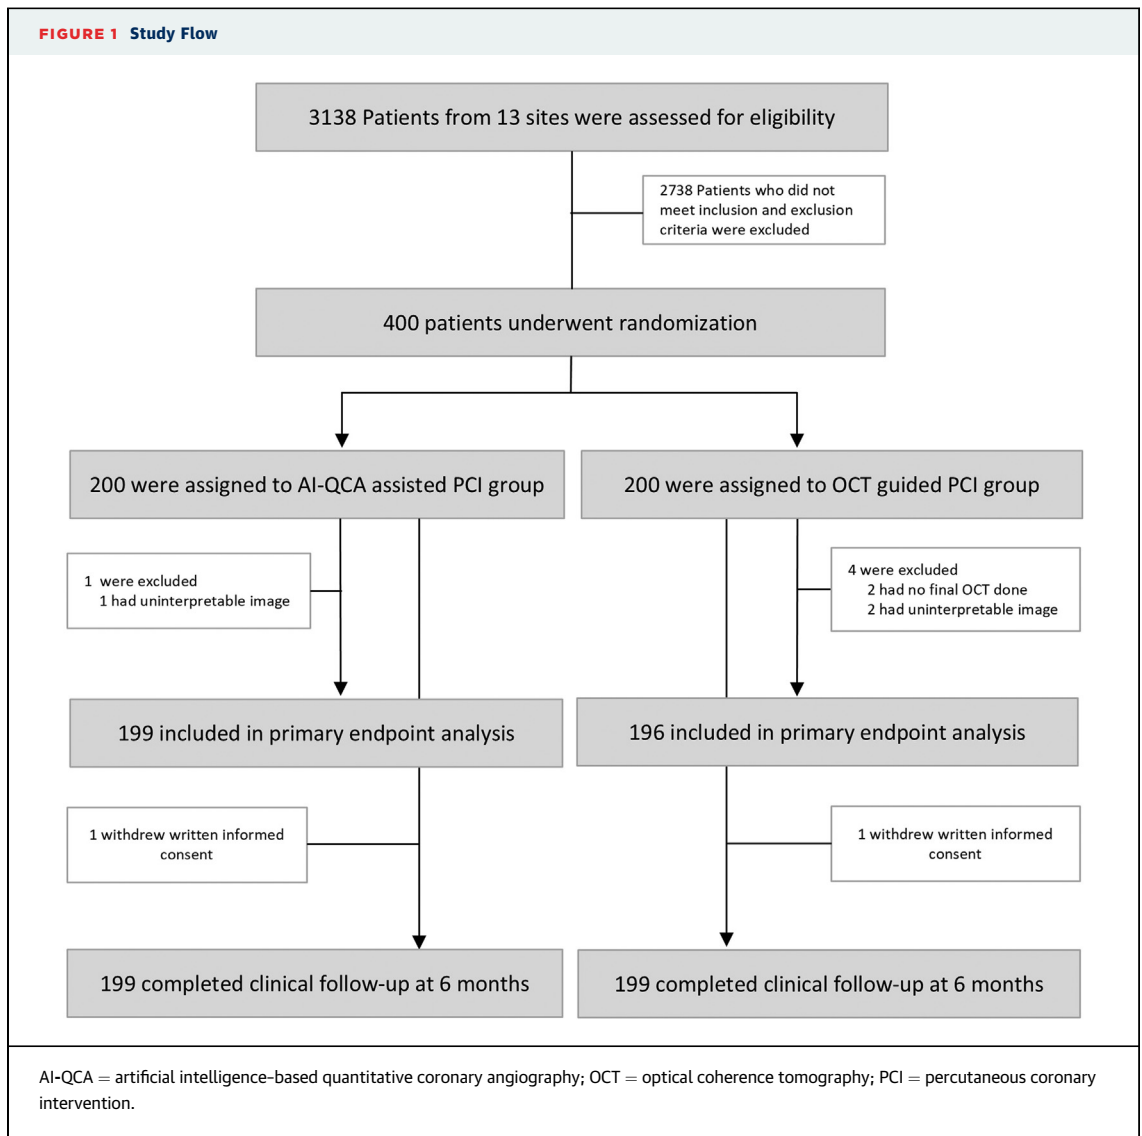 FIGURE 1 Study Flow
3138 Patients from 13 sites were assessed for eligibility
2738 Patients who did not
meet inclusion and exclusion
criteria were excluded
400 patients underwent randomization
200 were assigned to AI-QCA assisted PCI group
200 were assigned to OCT guided PCI group
1 were excluded
1 had uninterpretable image
4 were excluded
2 had no final OCT done
2 had uninterpretable image
199 included in primary endpoint analysis
196 included in primary endpoint analysis
1 withdrew written informed
consent
1 withdrew written informed
consent
199 completed clinical follow-up at 6 months
199 completed clinical follow-up at 6 months
AI-QCA = artificial intelligence-based quantitative coronary angiography; OCT = optical coherence tomography; PCI = percutaneous coronary
intervention.